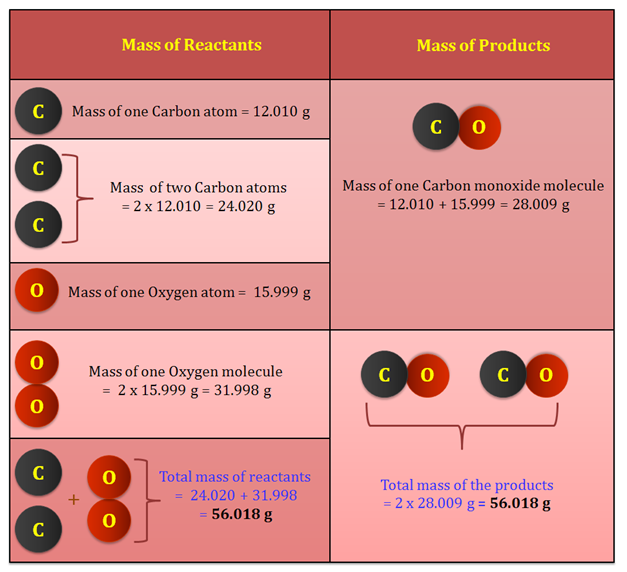 Mass of Reactants
Mass of Products
C
Mass of one Carbon atom = 12.010 g
C
C
Mass of two Carbon atoms
= 2 x 12.010 = 24.020 g
O
Mass of one Oxygen atom = 15.999 g
C O
Mass of one Carbon monoxide molecule
= 12.010 + 15.999 = 28.009 g
O
O
Mass of one Oxygen molecule
= 2 x 15.999 g = 31.998 g
C
C
+
O
O
Total mass of reactants
= 24.020 + 31.998
= 56.018 g
C O C O
Total mass of the products
= 2 x 28.009 g = 56.018 g